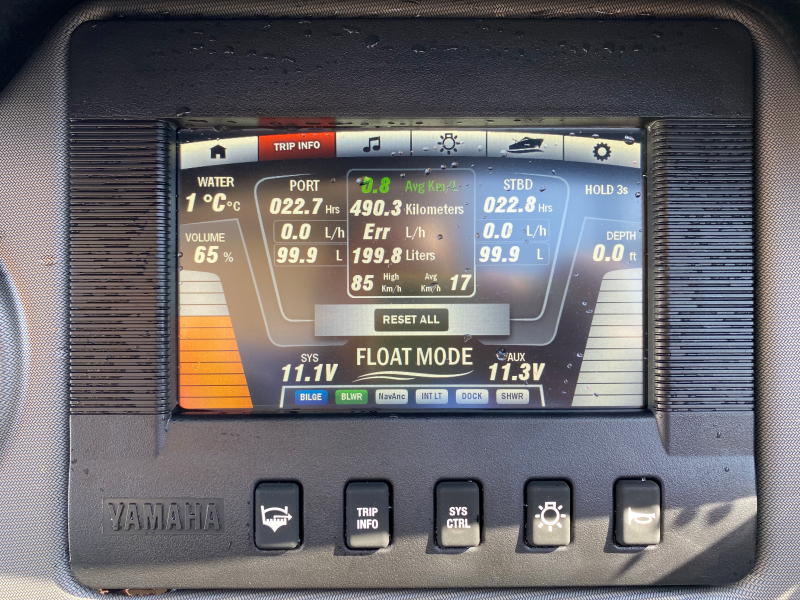 TRIP INFO
WATER
1 °C°C
VOLUME
65 %
PORT
022.7 Hrs
0.0 L/h
99.9 L
0.8 Avg Km/L
490.3 Kilometers
Err L/h
199.8 Liters
85 High Km/h Avg Km/h 17
STBD
022.8 Hrs
0.0 L/h
99.9 L
HOLD 3s
DEPTH
0.0 ft
RESET ALL
SYS
11.1V
FLOAT MODE
AUX
11.3V
BILGE BLWR NavAnc INT LT DOCK SHWR
YAMAHA
TRIP
INFO
SYS
CTRL